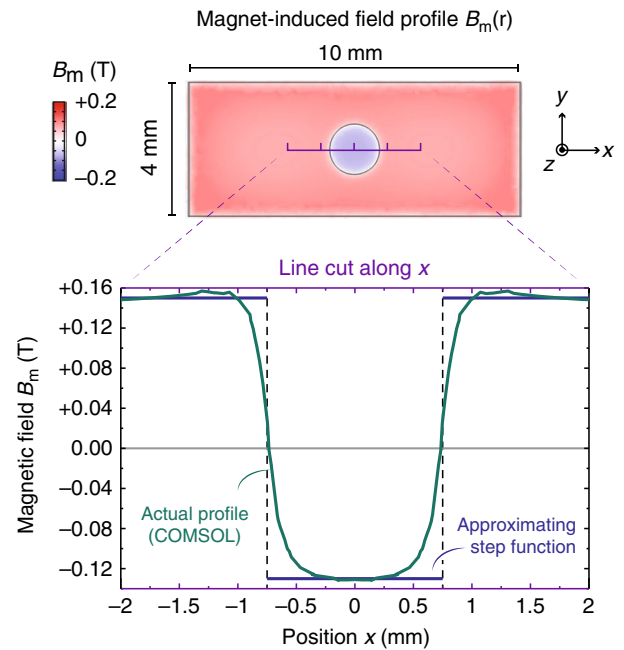 Magnet-induced field profile B_m(r)
10 mm
B_m (T)
+0.2
0
−0.2
4 mm
y
z
x
Line cut along x
+0.16
+0.12
+0.08
+0.04
0.00
−0.04
−0.08
−0.12
Magnetic field B_m (T)
Actual profile
(COMSOL)
Approximating
step function
−2
−1.5
−1
−0.5
0
0.5
1
1.5
2
Position x (mm)